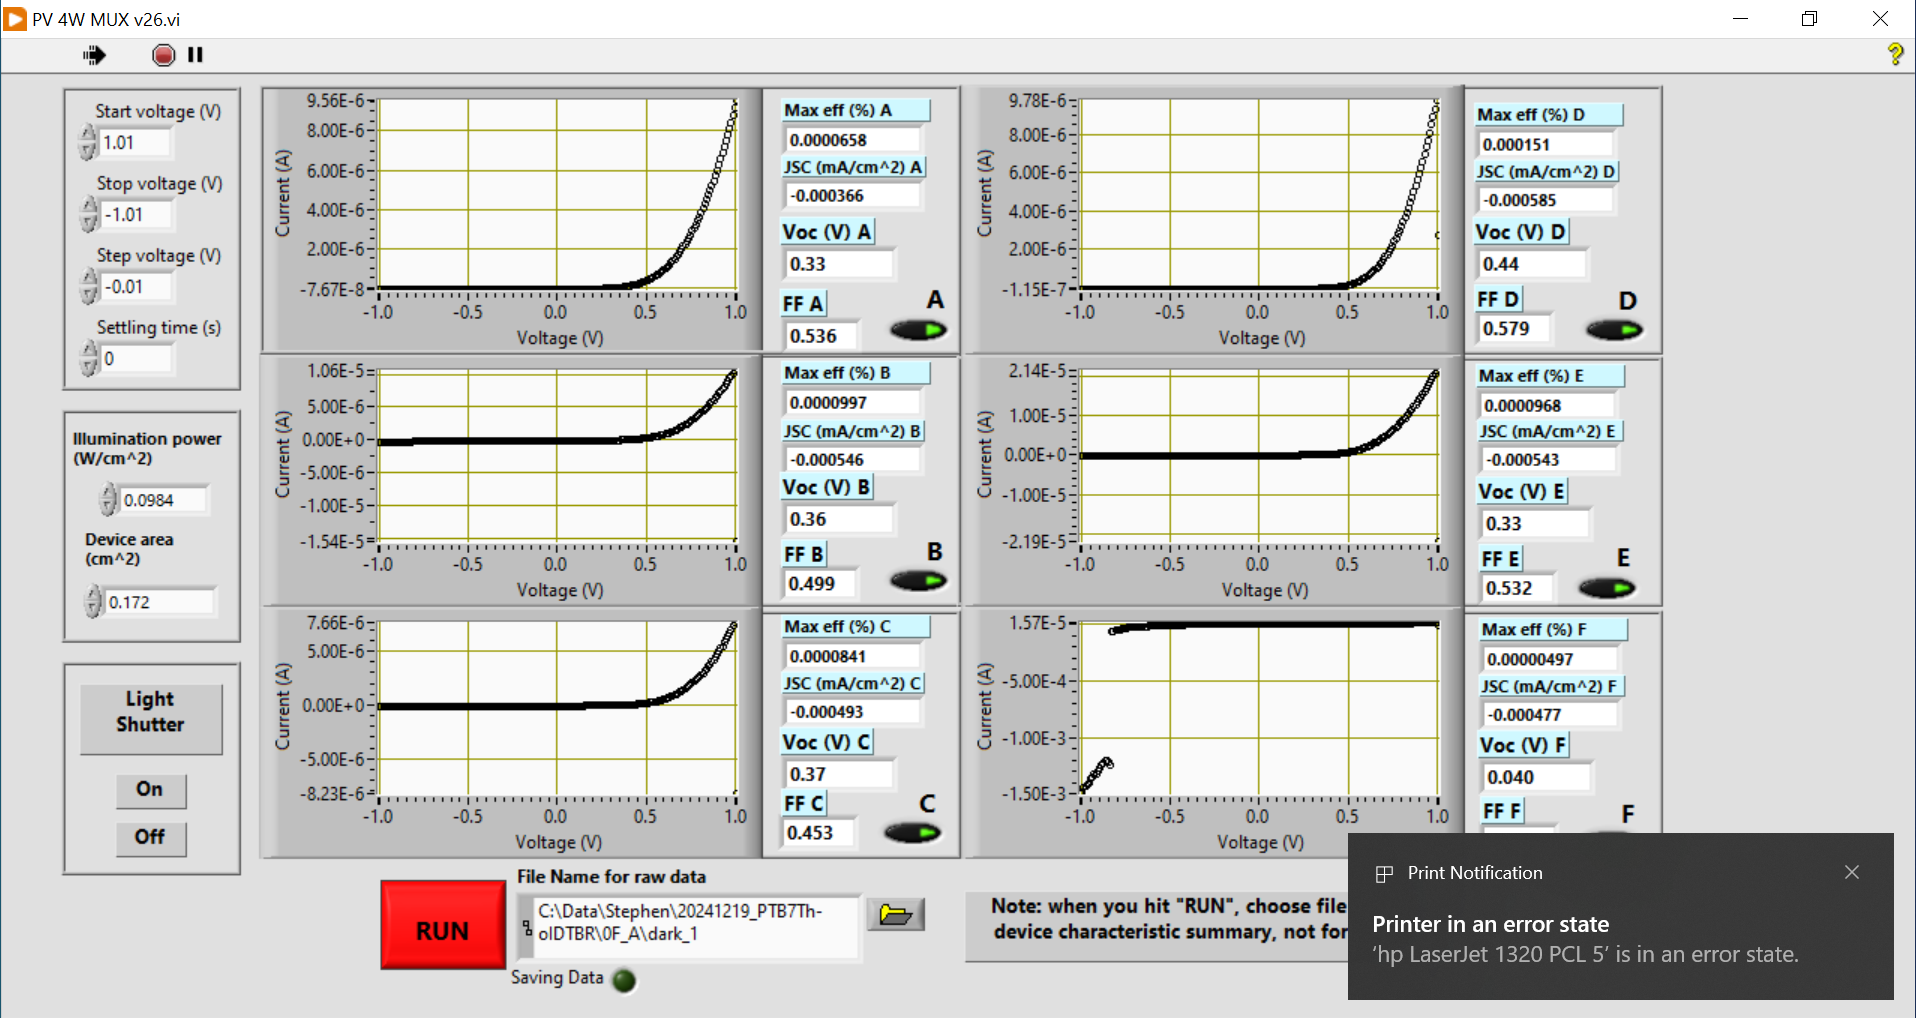 PV 4W MUX v26.vi
Start voltage (V)
1.01
Stop voltage (V)
-1.01
Step voltage (V)
-0.01
Settling time (s)
0
Illumination power
(W/cm^2)
0.0984
Device area
(cm^2)
0.172
Light
Shutter
On
Off
Current (A)
9.56E-6
8.00E-6
6.00E-6
4.00E-6
2.00E-6
-7.67E-8
-1.0 -0.5 0.0 0.5 1.0
Voltage (V)
Max eff (%) A
0.0000658
JSC (mA/cm^2) A
-0.000366
Voc (V) A
0.33
FF A
0.536
A
Current (A)
9.78E-6
8.00E-6
6.00E-6
4.00E-6
2.00E-6
-1.15E-7
-1.0 -0.5 0.0 0.5 1.0
Voltage (V)
Max eff (%) D
0.000151
JSC (mA/cm^2) D
-0.000585
Voc (V) D
0.44
FF D
0.579
D
Current (A)
1.06E-5
5.00E-6
0.00E+0
-5.00E-6
-1.00E-5
-1.54E-5
-1.0 -0.5 0.0 0.5 1.0
Voltage (V)
Max eff (%) B
0.0000997
JSC (mA/cm^2) B
-0.000546
Voc (V) B
0.36
FF B
0.499
B
Current (A)
2.14E-5
1.00E-5
0.00E+0
-1.00E-5
-2.19E-5
-1.0 -0.5 0.0 0.5 1.0
Voltage (V)
Max eff (%) E
0.0000968
JSC (mA/cm^2) E
-0.000543
Voc (V) E
0.33
FF E
0.532
E
Current (A)
7.66E-6
5.00E-6
0.00E+0
-5.00E-6
-8.23E-6
-1.0 -0.5 0.0 0.5 1.0
Voltage (V)
Max eff (%) C
0.0000841
JSC (mA/cm^2) C
-0.000493
Voc (V) C
0.37
FF C
0.453
C
Current (A)
1.57E-5
-5.00E-4
-1.00E-3
-1.50E-3
-1.0 -0.5 0.0 0.5 1.0
Voltage (V)
Max eff (%) F
0.00000497
JSC (mA/cm^2) F
-0.000477
Voc (V) F
0.040
FF F
F
RUN
File Name for raw data
C:\Data\Stephen\20241219_PTB7Th-
oIDTBR\0F_A\dark_1
Saving Data
Note: when you hit "RUN", choose file
device characteristic summary, not for
Print Notification
Printer in an error state
‘hp LaserJet 1320 PCL 5’ is in an error state.